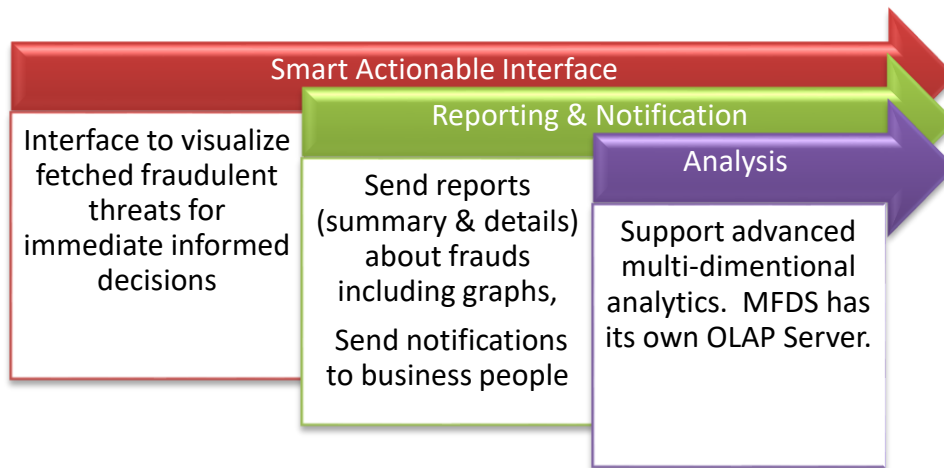 Smart Actionable Interface
Interface to visualize
fetched fraudulent
threats for
immediate informed
decisions
Reporting & Notification
Send reports
(summary & details)
about frauds
including graphs,
Send notifications
to business people
Analysis
Support advanced
multi-dimentional
analytics.  MFDS has
its own OLAP Server.